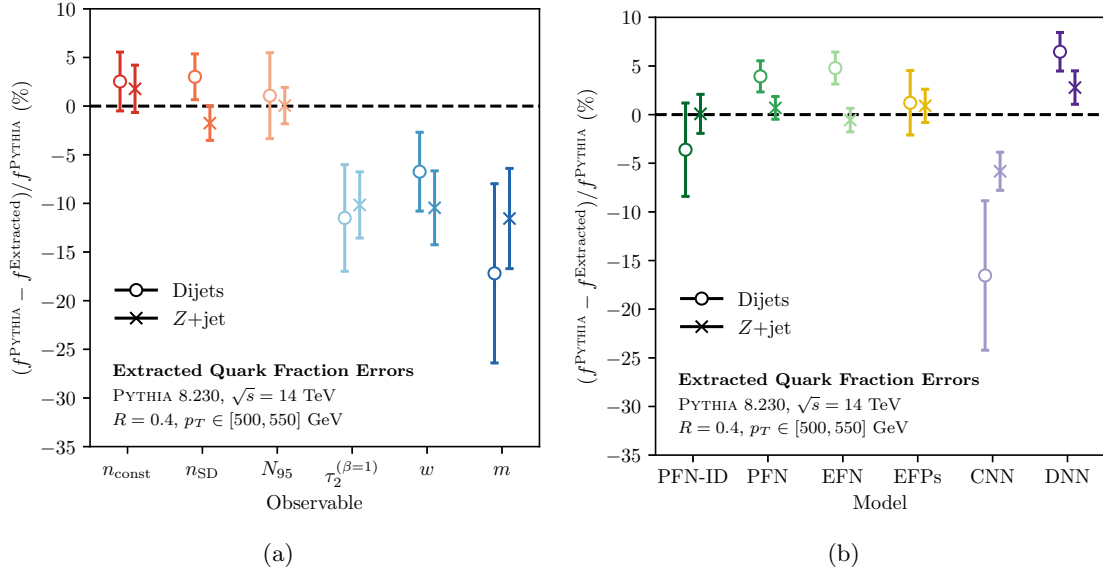 10
5
0
−5
−10
−15
−20
−25
−30
−35
(f^PYTHIA − f^Extracted)/f^PYTHIA (%)
Dijets
Z+jet
Extracted Quark Fraction Errors
PYTHIA 8.230, √s = 14 TeV
R = 0.4, p_T ∈ [500, 550] GeV
n_const n_SD N_95 τ_2^(β=1) w m
Observable
(a)
10
5
0
−5
−10
−15
−20
−25
−30
−35
(f^PYTHIA − f^Extracted)/f^PYTHIA (%)
Dijets
Z+jet
Extracted Quark Fraction Errors
PYTHIA 8.230, √s = 14 TeV
R = 0.4, p_T ∈ [500, 550] GeV
PFN-ID PFN EFN EFPs CNN DNN
Model
(b)